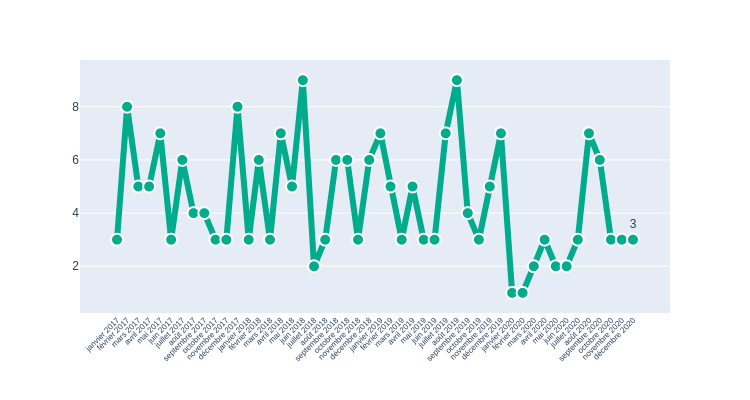 8
6
4
2
3
janvier 2017
février 2017
mars 2017
avril 2017
mai 2017
juin 2017
juillet 2017
août 2017
septembre 2017
octobre 2017
novembre 2017
décembre 2017
janvier 2018
février 2018
mars 2018
avril 2018
mai 2018
juin 2018
juillet 2018
août 2018
septembre 2018
octobre 2018
novembre 2018
décembre 2018
janvier 2019
février 2019
mars 2019
avril 2019
mai 2019
juin 2019
juillet 2019
août 2019
septembre 2019
octobre 2019
novembre 2019
décembre 2019
janvier 2020
février 2020
mars 2020
avril 2020
mai 2020
juin 2020
juillet 2020
août 2020
septembre 2020
octobre 2020
novembre 2020
décembre 2020